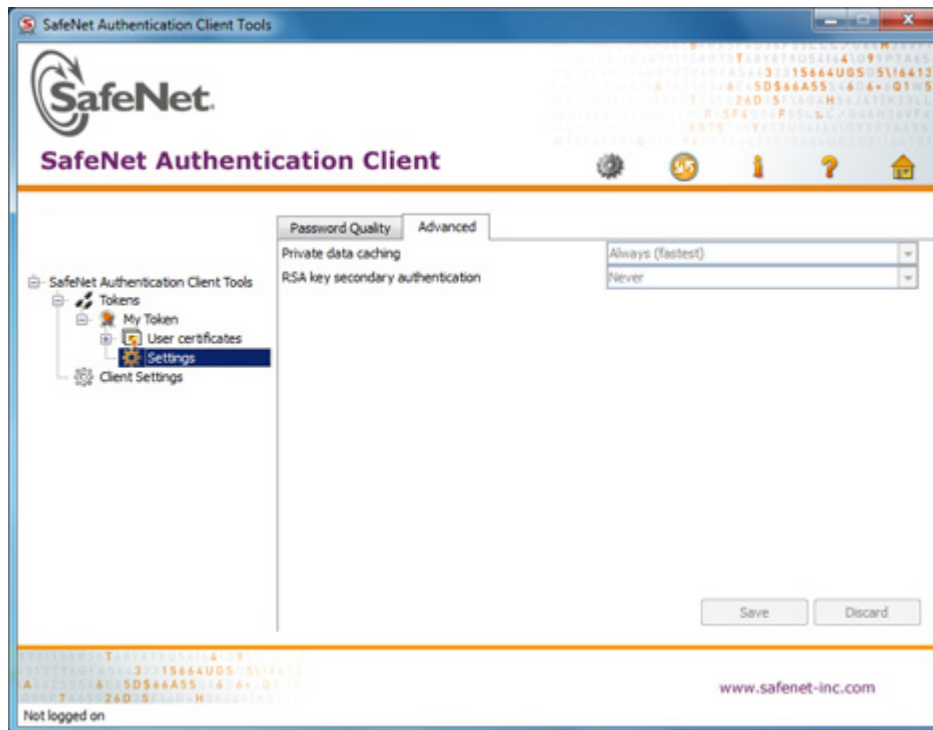 SafeNet Authentication Client Tools
SafeNet.
SafeNet Authentication Client
Password Quality
Advanced
Private data caching
Always (fastest)
RSA key secondary authentication
Never
SafeNet Authentication Client Tools
Tokens
My Token
User certificates
Settings
Client Settings
Save
Discard
www.safenet-inc.com
Not logged on